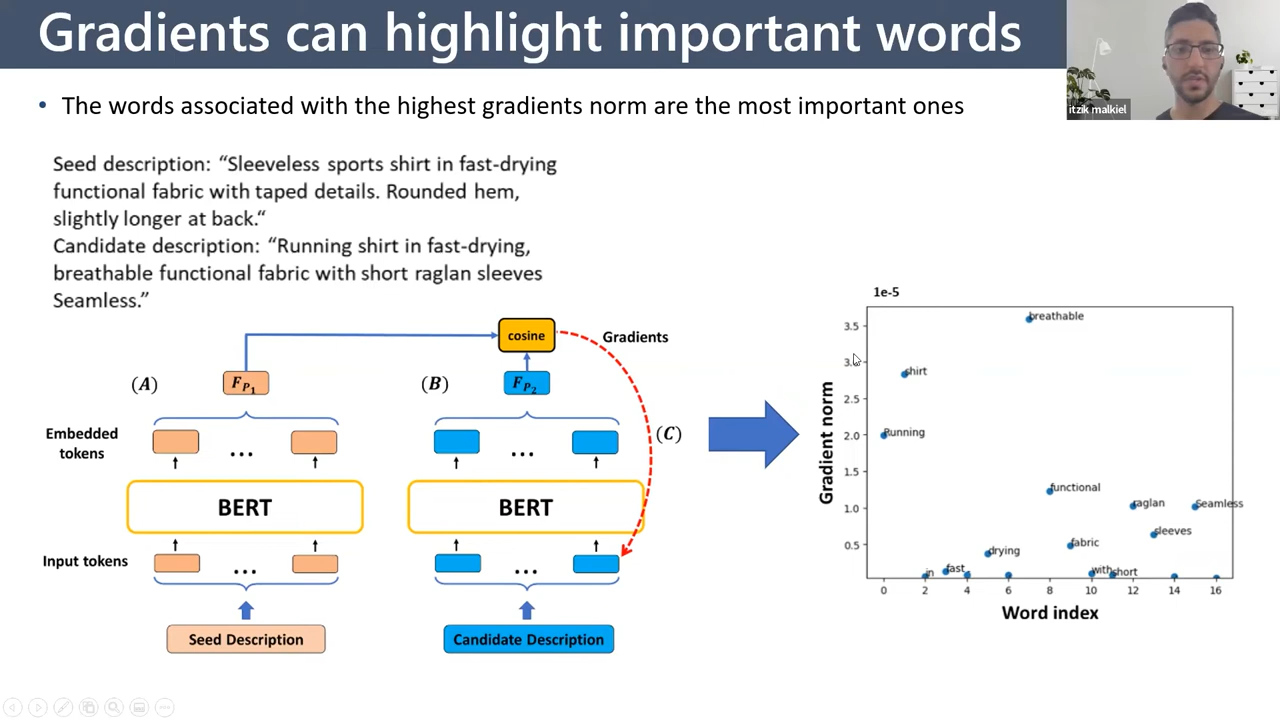 Gradients can highlight important words
itzik malkiel
• The words associated with the highest gradients norm are the most important ones
Seed description: “Sleeveless sports shirt in fast-drying
functional fabric with taped details. Rounded hem,
slightly longer at back.“
Candidate description: “Running shirt in fast-drying,
breathable functional fabric with short raglan sleeves
Seamless.”
cosine
Gradients
(A)
F P1
(B)
F P2
(C)
Embedded
tokens
...
...
BERT
BERT
Input tokens
...
...
Seed Description
Candidate Description
1e-5
Gradient norm
3.5
3.0
2.5
2.0
1.5
1.0
0.5
breathable
shirt
Running
functional
raglan
Seamless
sleeves
fabric
drying
in
fast
-
with
short
0 2 4 6 8 10 12 14 16
Word index